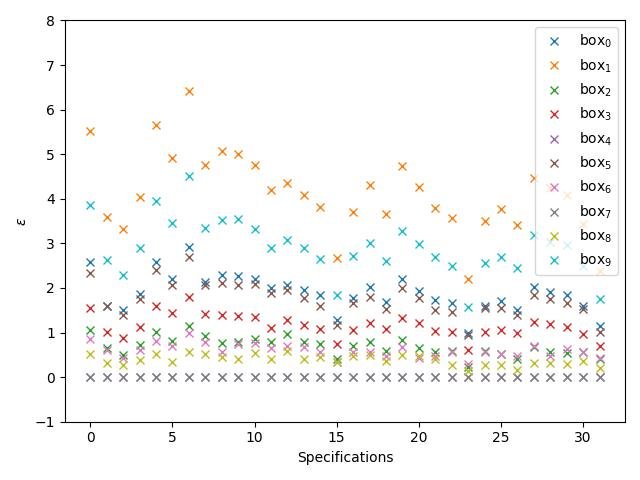 8
7
6
5
4
3
2
1
0
−1
ε
0
5
10
15
20
25
30
Specifications
box₀
box₁
box₂
box₃
box₄
box₅
box₆
box₇
box₈
box₉